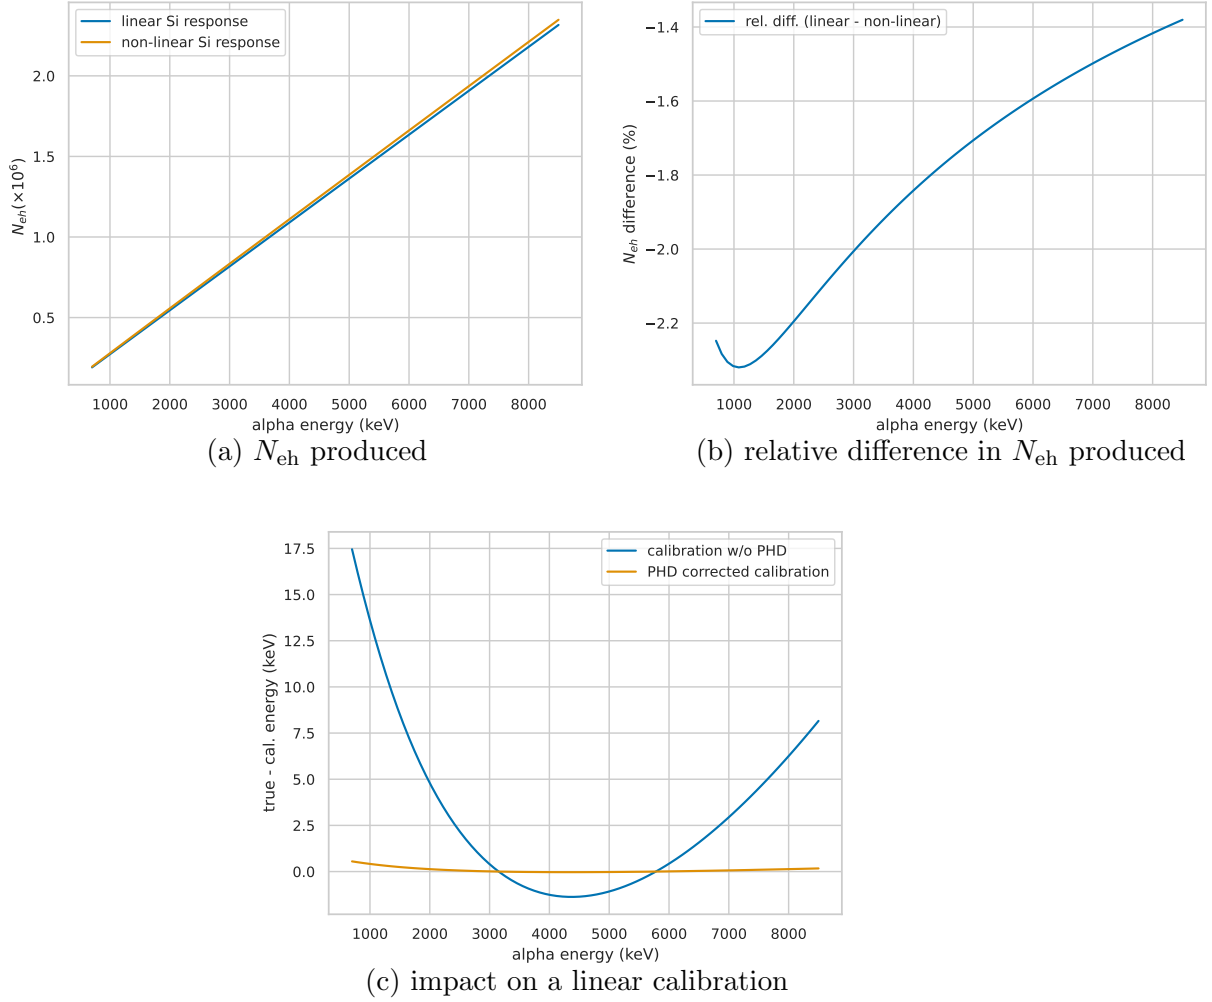 linear Si response
non-linear Si response
2.0
1.5
1.0
0.5
N_eh(×10⁶)
1000 2000 3000 4000 5000 6000 7000 8000
alpha energy (keV)
(a) N_eh produced
rel. diff. (linear - non-linear)
−1.4
−1.6
−1.8
−2.0
−2.2
N_eh difference (%)
1000 2000 3000 4000 5000 6000 7000 8000
alpha energy (keV)
(b) relative difference in N_eh produced
calibration w/o PHD
PHD corrected calibration
17.5
15.0
12.5
10.0
7.5
5.0
2.5
0.0
true - cal. energy (keV)
1000 2000 3000 4000 5000 6000 7000 8000
alpha energy (keV)
(c) impact on a linear calibration